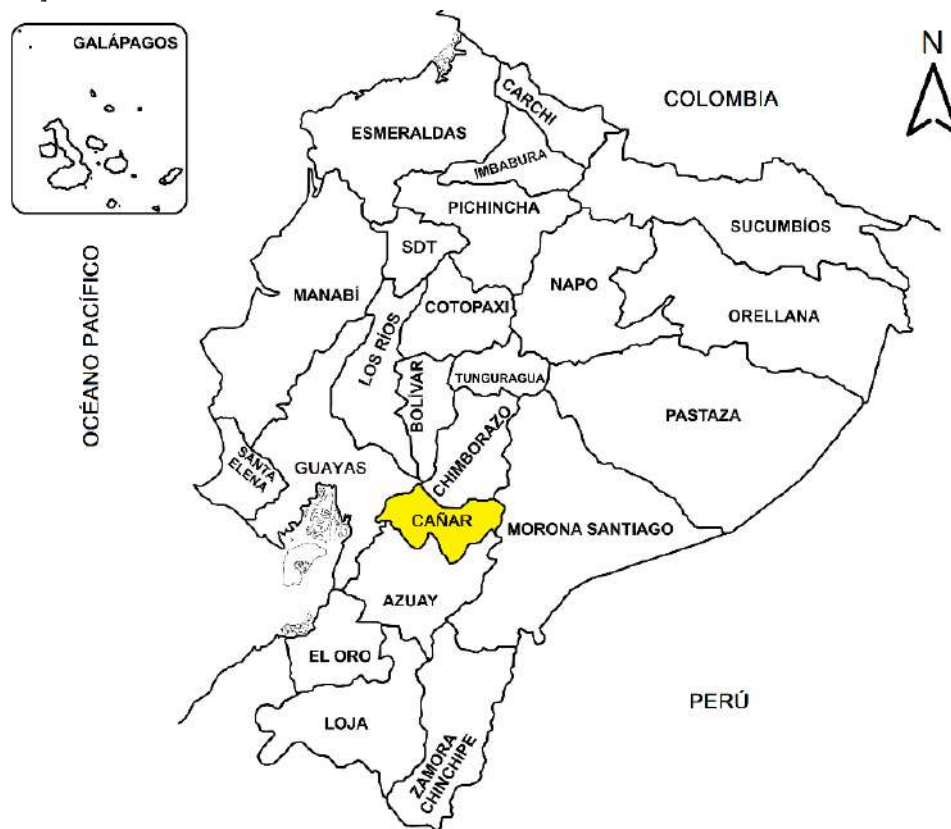 GALÁPAGOS
N
COLOMBIA
CARCHI
ESMERALDAS
IMBABURA
PICHINCHA
SUCUMBÍOS
SDT
OCÉANO PACÍFICO
MANABÍ
NAPO
COTOPAXI
ORELLANA
LOS RÍOS
BOLÍVAR
TUNGURAGUA
PASTAZA
CHIMBORAZO
SANTA
ELENA
GUAYAS
CAÑAR
MORONA SANTIAGO
AZUAY
EL ORO
PERÚ
LOJA
ZAMORA
CHINCHIPE